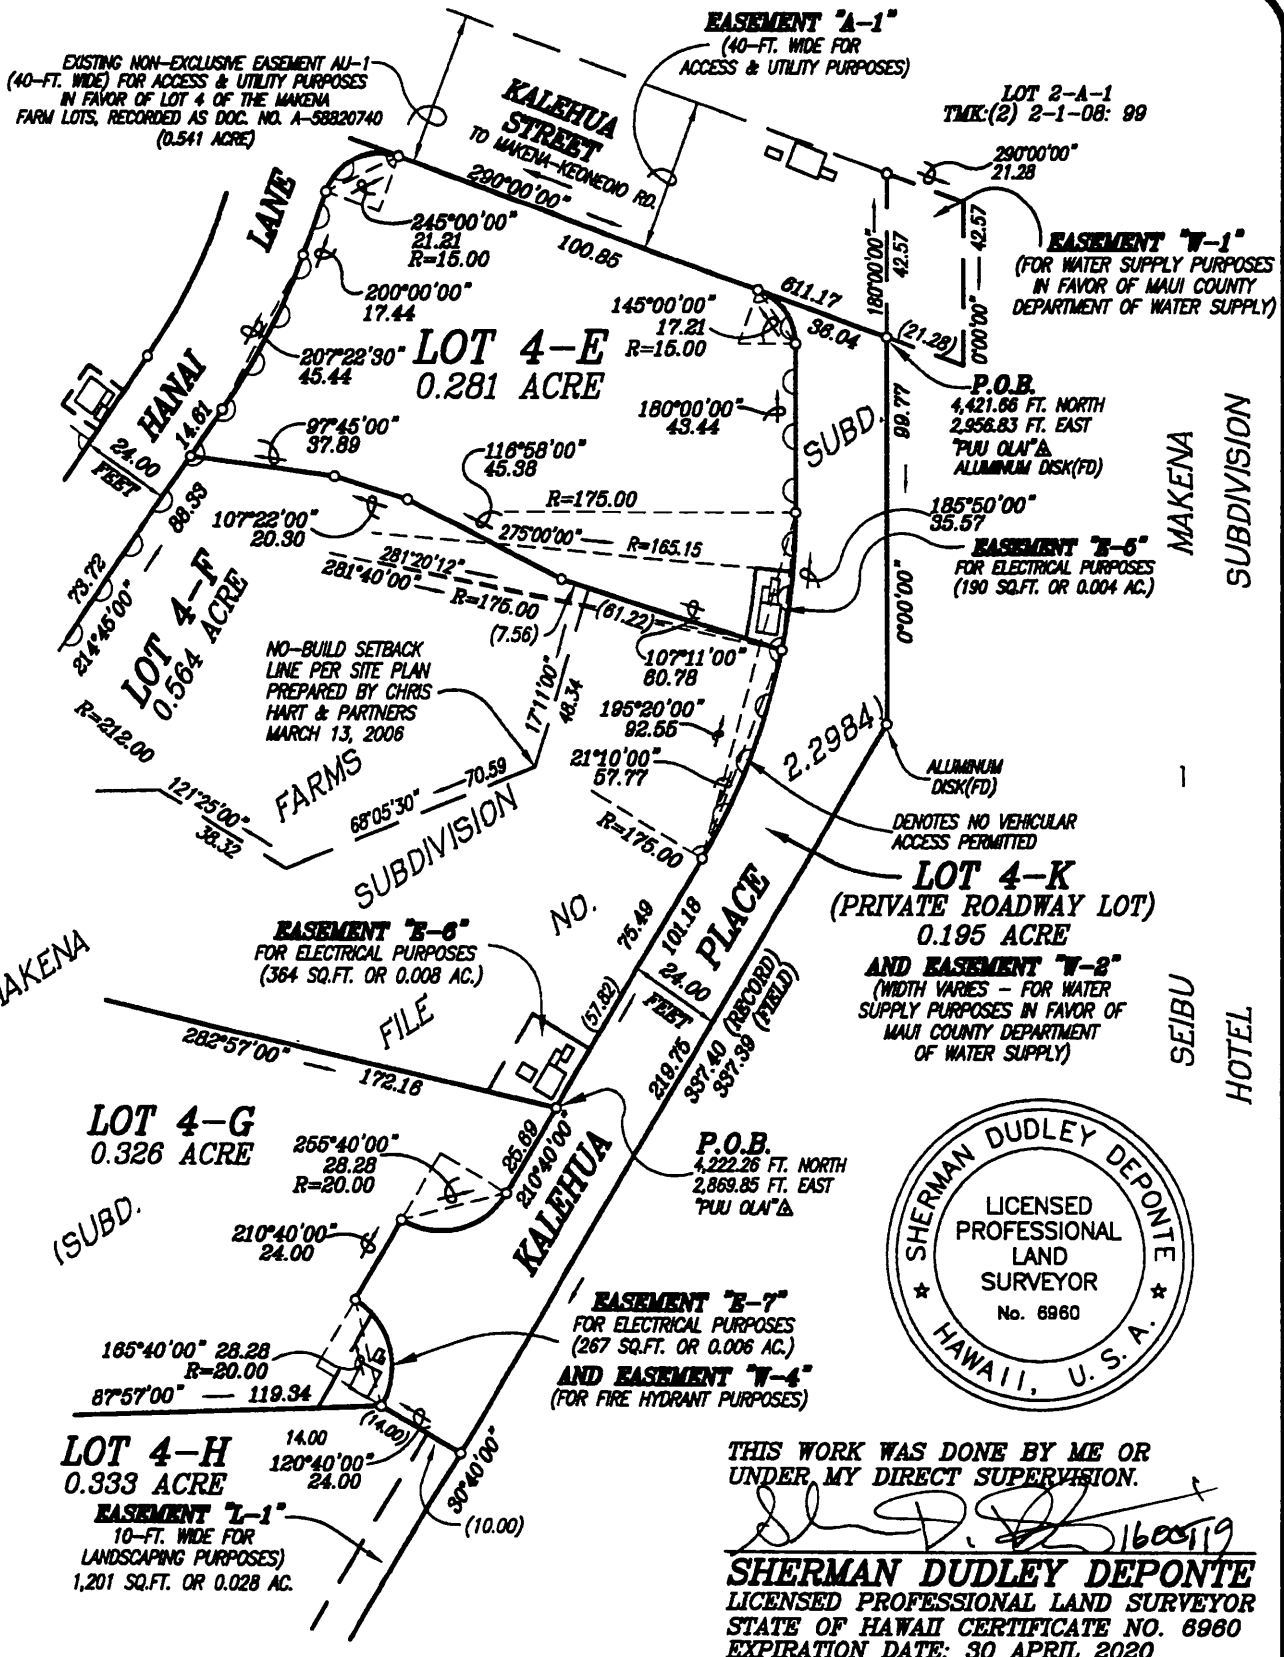 EASEMENT "A-1"
(40-FT. WIDE FOR
ACCESS & UTILITY PURPOSES)
EXISTING NON-EXCLUSIVE EASEMENT AU-1
(40-FT. WIDE) FOR ACCESS & UTILITY PURPOSES
IN FAVOR OF LOT 4 OF THE MAKENA
FARM LOTS, RECORDED AS DOC. NO. A-58820740
(0.541 ACRE)
KALEHUA
STREET
TO MAKENA-KEONEOIO RD.
290°00'00"
100.85
LOT 2-A-1
TMK:(2) 2-1-08: 99
290°00'00"
21.28
EASEMENT "W-1"
(FOR WATER SUPPLY PURPOSES
IN FAVOR OF MAUI COUNTY
DEPARTMENT OF WATER SUPPLY)
180°00'00"
42.57
0°00'00" — 42.57
(21.28)
611.17
36.04
LANE
245°00'00"
21.21
R=15.00
200°00'00"
17.44
207°22'30"
45.44
LOT 4-E
0.281 ACRE
145°00'00"
17.21
R=15.00
180°00'00"
43.44
SUBD.
P.O.B.
4,421.66 FT. NORTH
2,956.83 FT. EAST
"PUU OLAI"
ALUMINUM DISK(FD)
99.77
0°00'00"
MAKENA
SUBDIVISION
HANAI
14.61
24.00
FEET
97°45'00"
37.89
116°58'00"
45.38
R=175.00
107°22'00"
20.30
275°00'00" — R=165.15
281°20'12"
281°40'00"
R=175.00
(7.56)
(61.22)
185°50'00"
35.57
EASEMENT "E-5"
FOR ELECTRICAL PURPOSES
(190 SQ.FT. OR 0.004 AC.)
88.33
73.72
214°45'00"
LOT 4-F
0.564 ACRE
R=212.00
NO-BUILD SETBACK
LINE PER SITE PLAN
PREPARED BY CHRIS
HART & PARTNERS
MARCH 13, 2006
17°11'00"
48.34
107°11'00"
60.78
195°20'00"
92.55
21°10'00"
57.77
R=175.00
2.2984)
ALUMINUM
DISK(FD)
121°25'00"
38.32
68°05'30" — 70.59
FARMS
SUBDIVISION
NO.
DENOTES NO VEHICULAR
ACCESS PERMITTED
LOT 4-K
(PRIVATE ROADWAY LOT)
0.195 ACRE
AND EASEMENT "W-2"
(WIDTH VARIES - FOR WATER
SUPPLY PURPOSES IN FAVOR OF
MAUI COUNTY DEPARTMENT
OF WATER SUPPLY)
PLACE
75.49
101.18
24.00
FEET
(57.82)
219.75
337.40 (RECORD)
337.39 (FIELD)
SEIBU
HOTEL
EASEMENT "E-6"
FOR ELECTRICAL PURPOSES
(364 SQ.FT. OR 0.008 AC.)
MAKENA
FILE
282°57'00"
172.16
LOT 4-G
0.326 ACRE
(SUBD.
255°40'00"
28.28
R=20.00
25.69
210°40'00"
210°40'00"
24.00
KALEHUA
P.O.B.
4,222.26 FT. NORTH
2,869.85 FT. EAST
"PUU OLAI"
EASEMENT "E-7"
FOR ELECTRICAL PURPOSES
(267 SQ.FT. OR 0.006 AC.)
AND EASEMENT "W-4"
(FOR FIRE HYDRANT PURPOSES)
165°40'00" 28.28
R=20.00
87°57'00" — 119.34
(14.00)
LOT 4-H
0.333 ACRE
14.00
120°40'00"
24.00
30°40'00"
(10.00)
EASEMENT "L-1"
10-FT. WIDE FOR
LANDSCAPING PURPOSES)
1,201 SQ.FT. OR 0.028 AC.
SHERMAN DUDLEY DEPONTE
LICENSED
PROFESSIONAL
LAND
SURVEYOR
No. 6960
HAWAII, U.S.A.
THIS WORK WAS DONE BY ME OR
UNDER MY DIRECT SUPERVISION.
SHERMAN DUDLEY DEPONTE
LICENSED PROFESSIONAL LAND SURVEYOR
STATE OF HAWAII CERTIFICATE NO. 6960
EXPIRATION DATE: 30 APRIL 2020